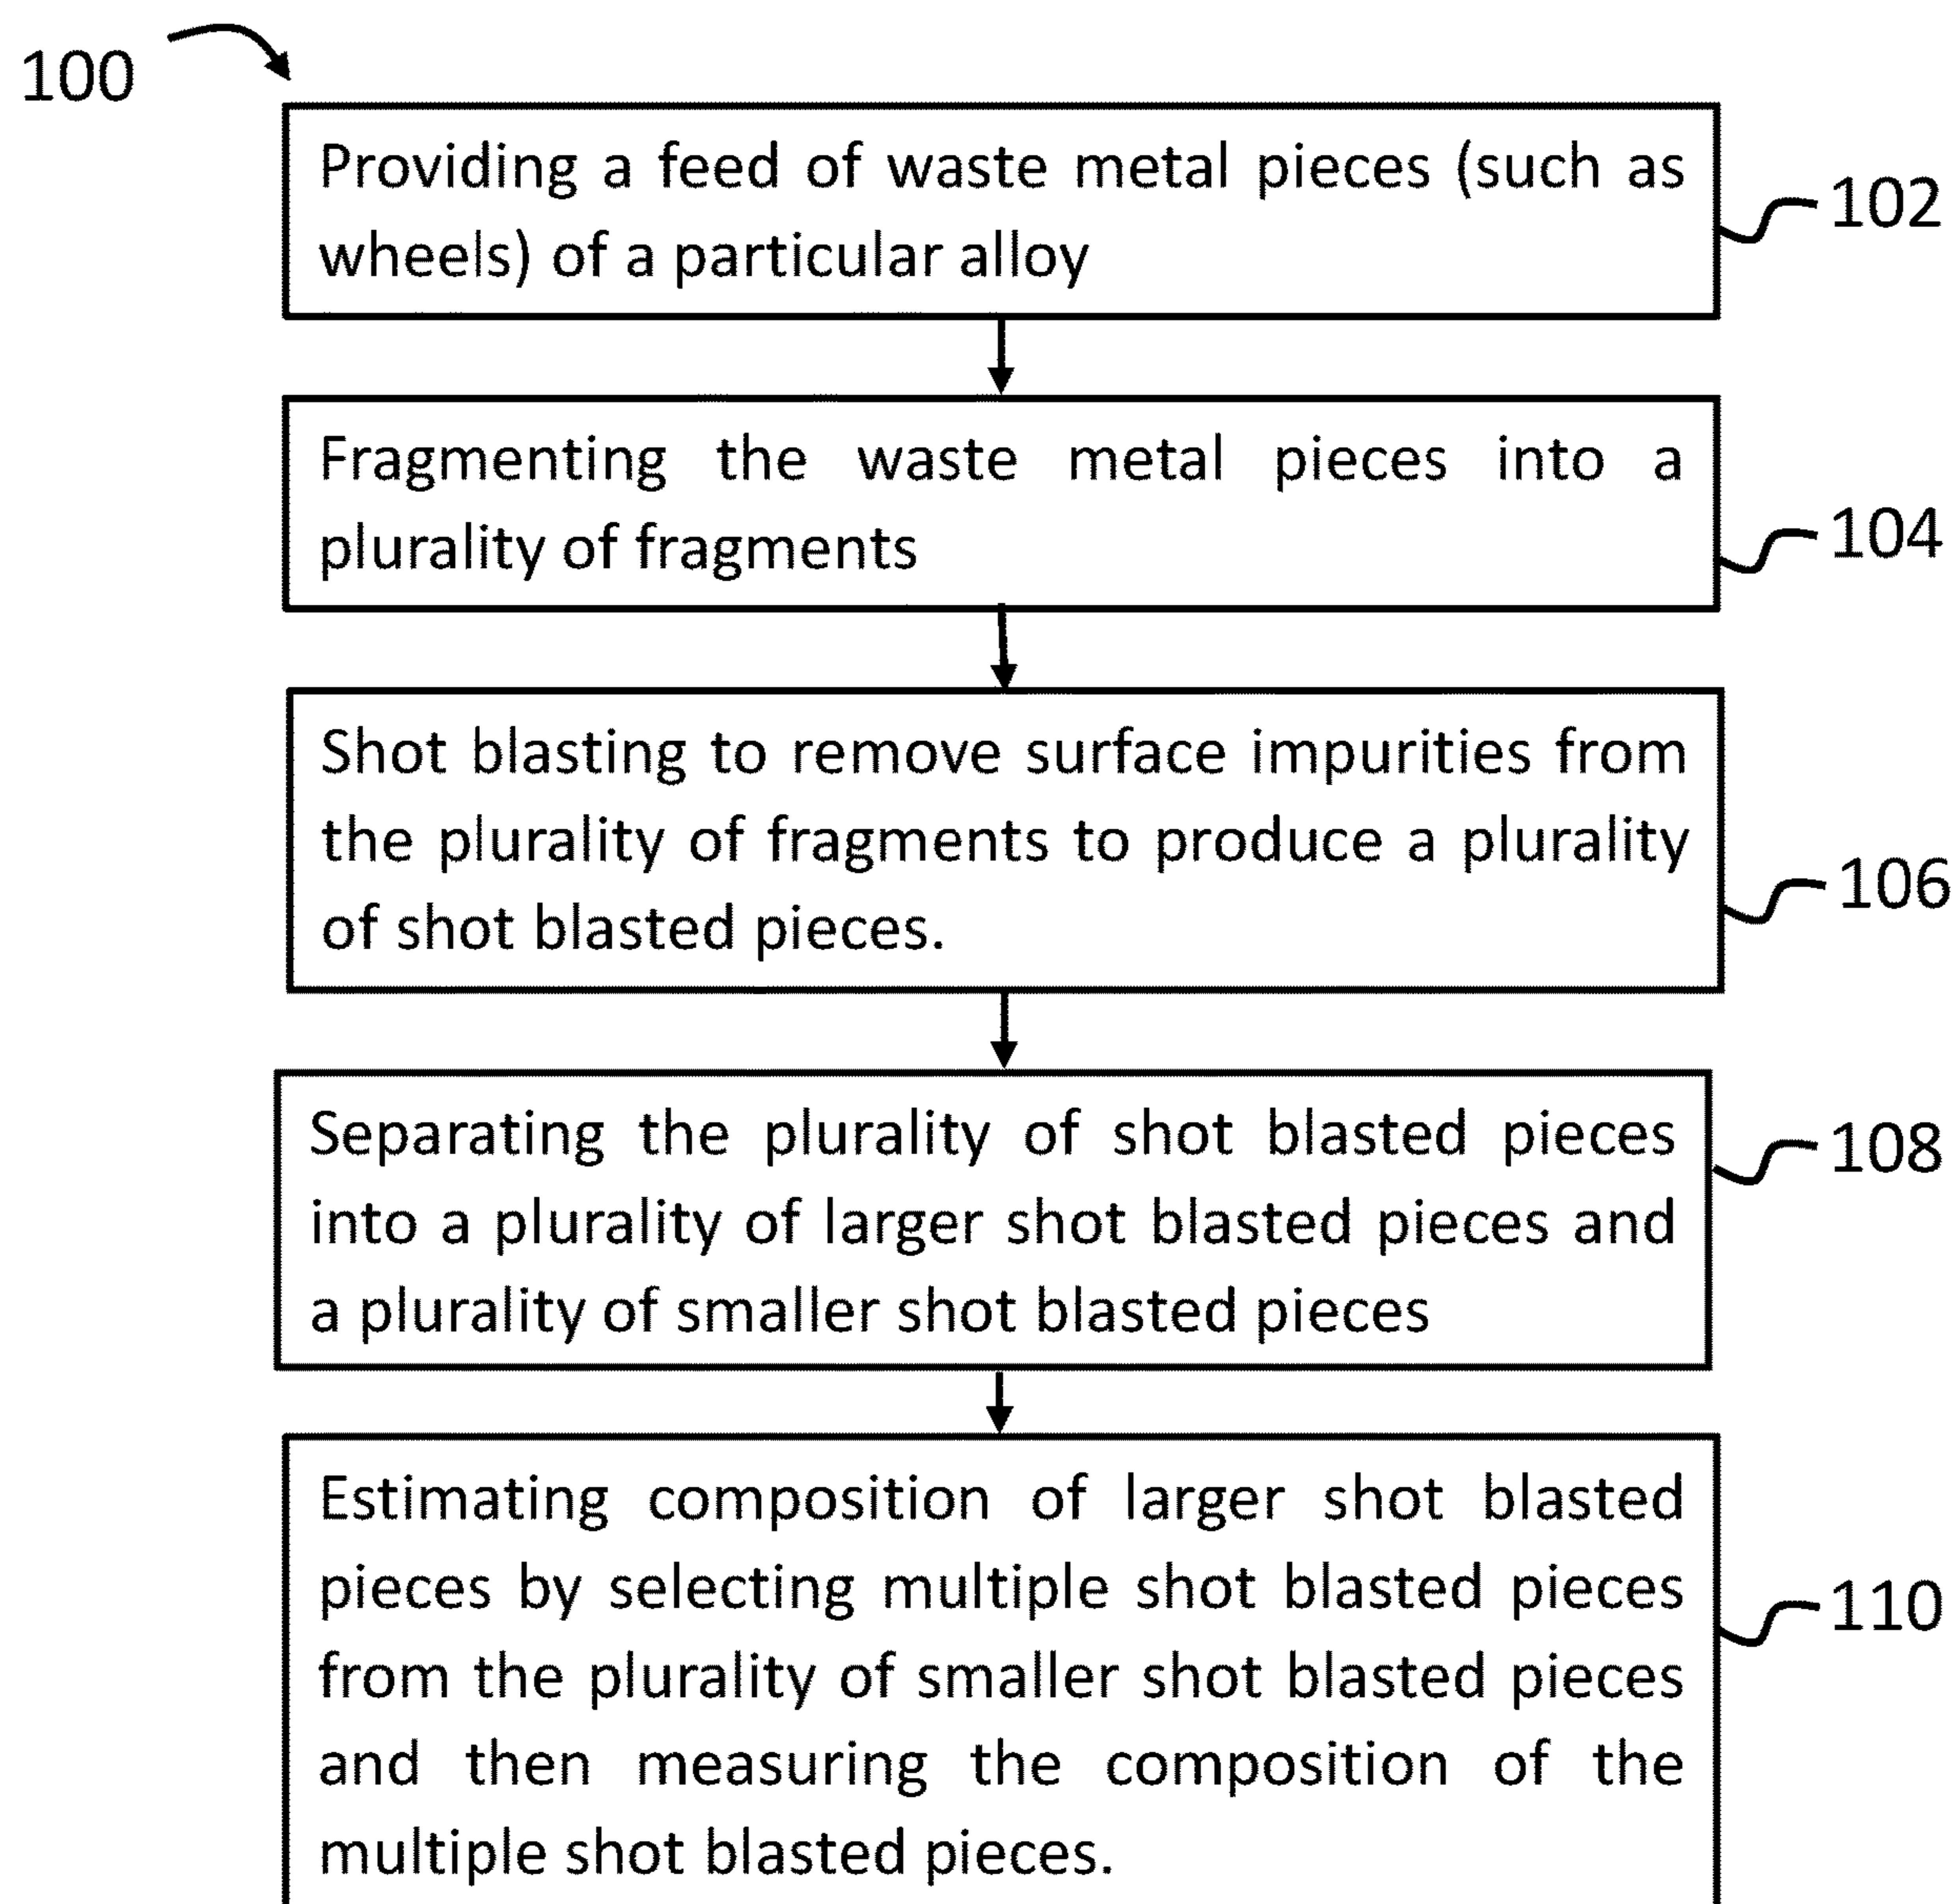 100
Providing a feed of waste metal pieces (such as
wheels) of a particular alloy
102
Fragmenting the waste metal pieces into a
plurality of fragments
104
Shot blasting to remove surface impurities from
the plurality of fragments to produce a plurality
of shot blasted pieces.
106
Separating the plurality of shot blasted pieces
into a plurality of larger shot blasted pieces and
a plurality of smaller shot blasted pieces
108
Estimating composition of larger shot blasted
pieces by selecting multiple shot blasted pieces
from the plurality of smaller shot blasted pieces
and then measuring the composition of the
multiple shot blasted pieces.
110